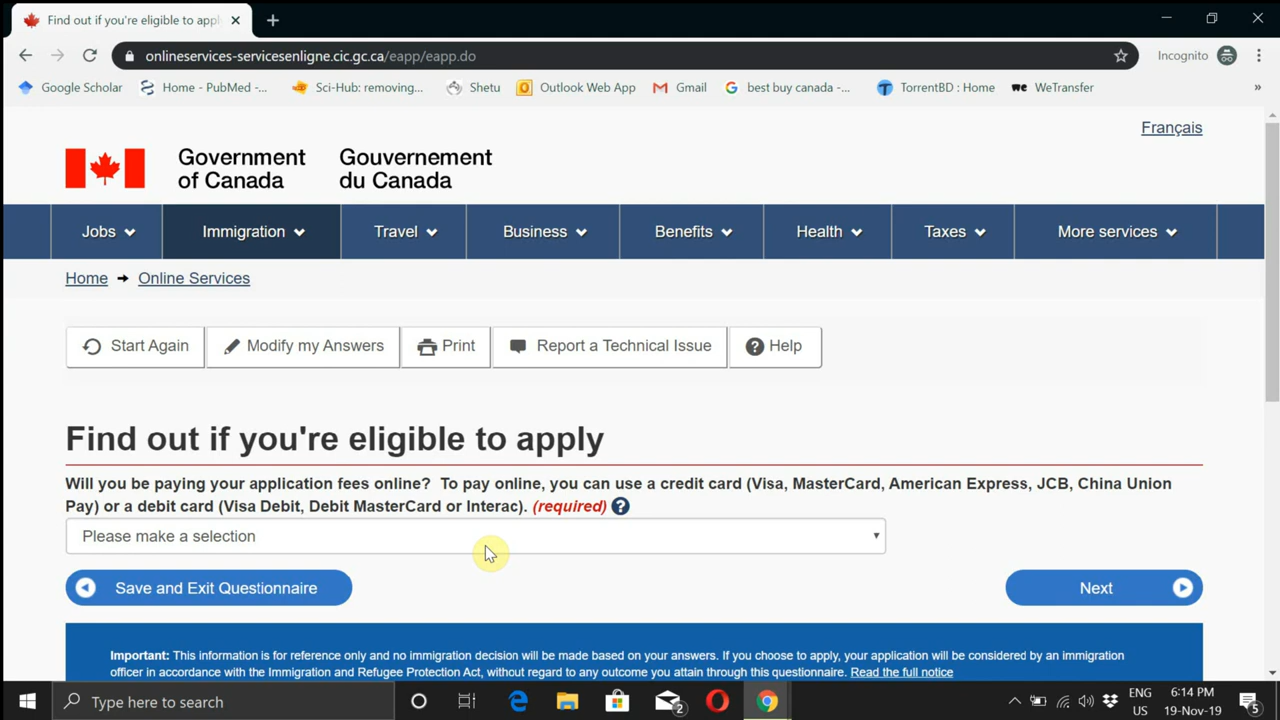 Find out if you're eligible to appl
onlineservices-servicesenligne.cic.gc.ca/eapp/eapp.do
Incognito
Google Scholar
Home - PubMed -...
Sci-Hub: removing...
Shetu
Outlook Web App
Gmail
best buy canada -...
TorrentBD : Home
WeTransfer
»
Français
Government
of Canada
Gouvernement
du Canada
Jobs
Immigration
Travel
Business
Benefits
Health
Taxes
More services
Home ➞ Online Services
Start Again
Modify my Answers
Print
Report a Technical Issue
? Help
Find out if you're eligible to apply
Will you be paying your application fees online? To pay online, you can use a credit card (Visa, MasterCard, American Express, JCB, China Union
Pay) or a debit card (Visa Debit, Debit MasterCard or Interac). (required) ?
Please make a selection
Save and Exit Questionnaire
Next
Important: This information is for reference only and no immigration decision will be made based on your answers. If you choose to apply, your application will be considered by an immigration
officer in accordance with the Immigration and Refugee Protection Act, without regard to any outcome you attain through this questionnaire. Read the full notice
Type here to search
2
ENG
US
6:14 PM
19-Nov-19
5